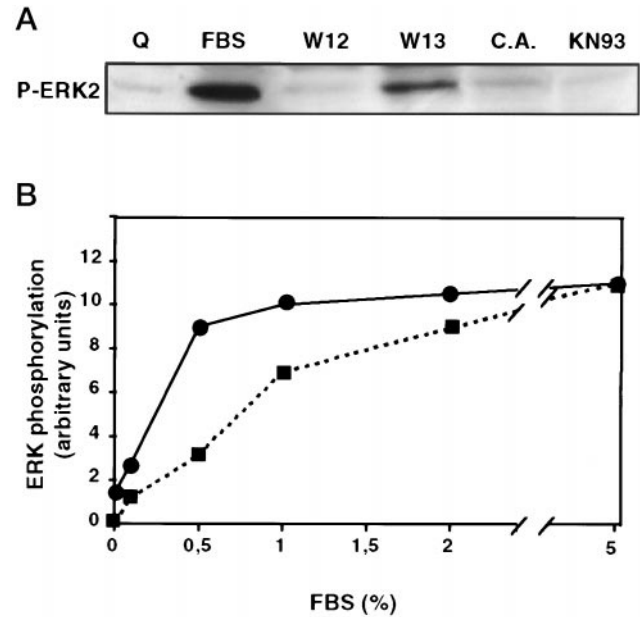 A
Q FBS W12 W13 C.A. KN93
P-ERK2
B
ERK phosphorylation
(arbitrary units)
12
10
8
6
4
2
0
0 0,5 1 1,5 2 5
FBS (%)